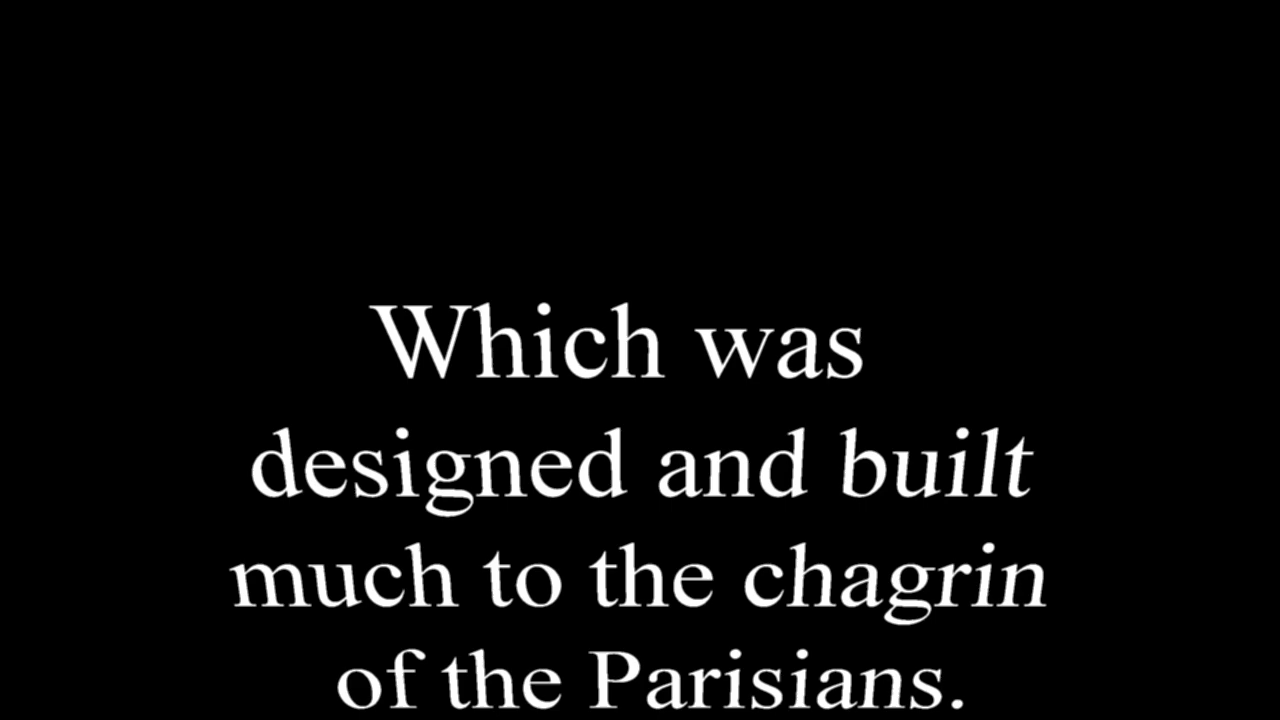 Which was
designed and built
much to the chagrin
of the Parisians.